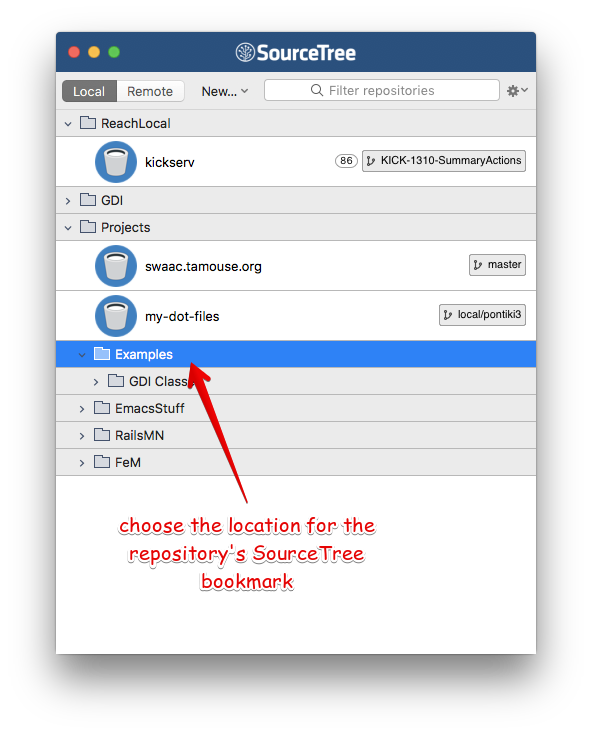 SourceTree
Local Remote New... Filter repositories
ReachLocal
kickserv 86 KICK-1310-SummaryActions
GDI
Projects
swaac.tamouse.org master
my-dot-files local/pontiki3
Examples
GDI Class
EmacsStuff
RailsMN
FeM
choose the location for the
repository's SourceTree
bookmark